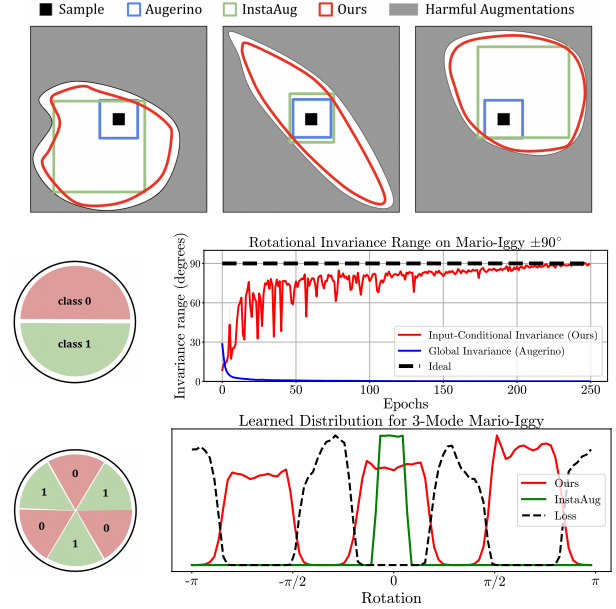 Sample Augerino InstaAug Ours Harmful Augmentations
Rotational Invariance Range on Mario-Iggy ±90°
Invariance range (degrees)
90
60
30
0
0 50 100 150 200 250
Epochs
Input-Conditional Invariance (Ours)
Global Invariance (Augerino)
Ideal
class 0
class 1
Learned Distribution for 3-Mode Mario-Iggy
Ours
InstaAug
Loss
-π -π/2 0 π/2 π
Rotation
0
1 1
0 0
1